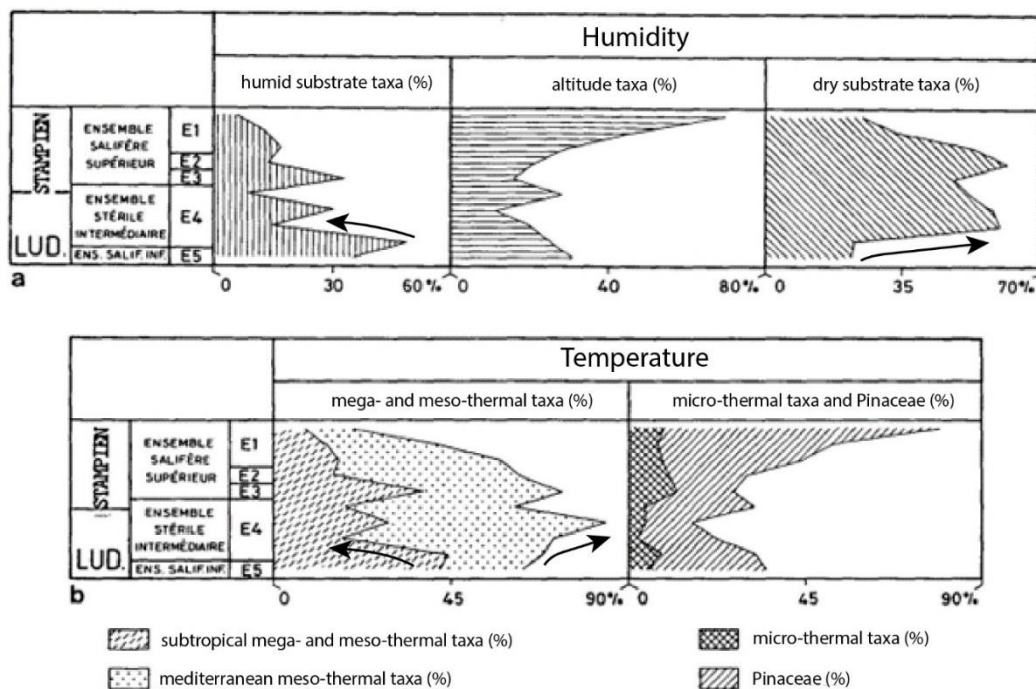 Humidity
humid substrate taxa (%)
altitude taxa (%)
dry substrate taxa (%)
STAMPIEN
LUD.
ENSEMBLE
SALIFÈRE
SUPÉRIEUR
ENSEMBLE
STÉRILE
INTERMÉDIAIRE
ENS. SALIF. INF.
E1
E2
E3
E4
E5
a
0 30 60% 40 80% 35 70%
Temperature
mega- and meso-thermal taxa (%)
micro-thermal taxa and Pinaceae (%)
STAMPIEN
LUD.
ENSEMBLE
SALIFÈRE
SUPÉRIEUR
ENSEMBLE
STÉRILE
INTERMÉDIAIRE
ENS. SALIF. INF.
E1
E2
E3
E4
E5
b
0 45 90% 0 45 90%
subtropical mega- and meso-thermal taxa (%)
mediterranean meso-thermal taxa (%)
micro-thermal taxa (%)
Pinaceae (%)